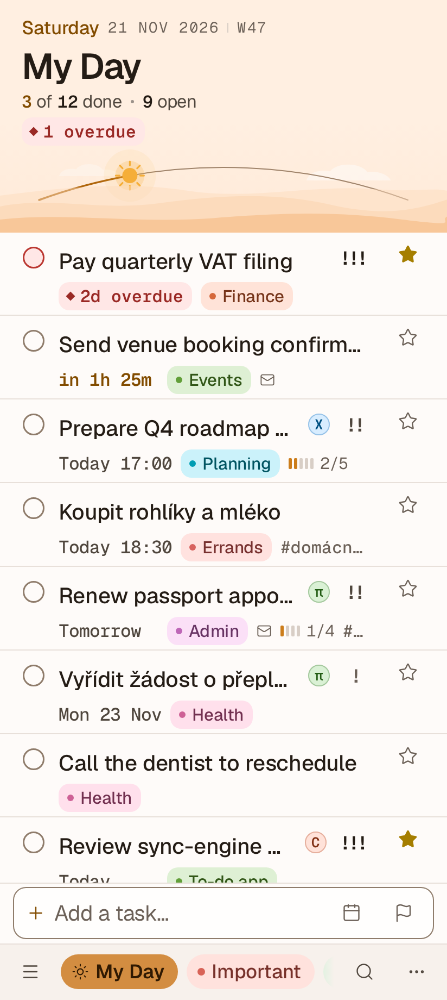 Saturday 21 NOV 2026 W47
My Day
3 of 12 done · 9 open
1 overdue
Pay quarterly VAT filing !!!
2d overdue Finance
Send venue booking confirm…
in 1h 25m Events
Prepare Q4 roadmap … X !!
Today 17:00 Planning 2/5
Koupit rohlíky a mléko
Today 18:30 Errands #domácn…
Renew passport appo… π !!
Tomorrow Admin 1/4 #…
Vyřídit žádost o přepl… π !
Mon 23 Nov Health
Call the dentist to reschedule
Health
Review sync-engine … C !!!
Today To-do app
+ Add a task…
My Day Important